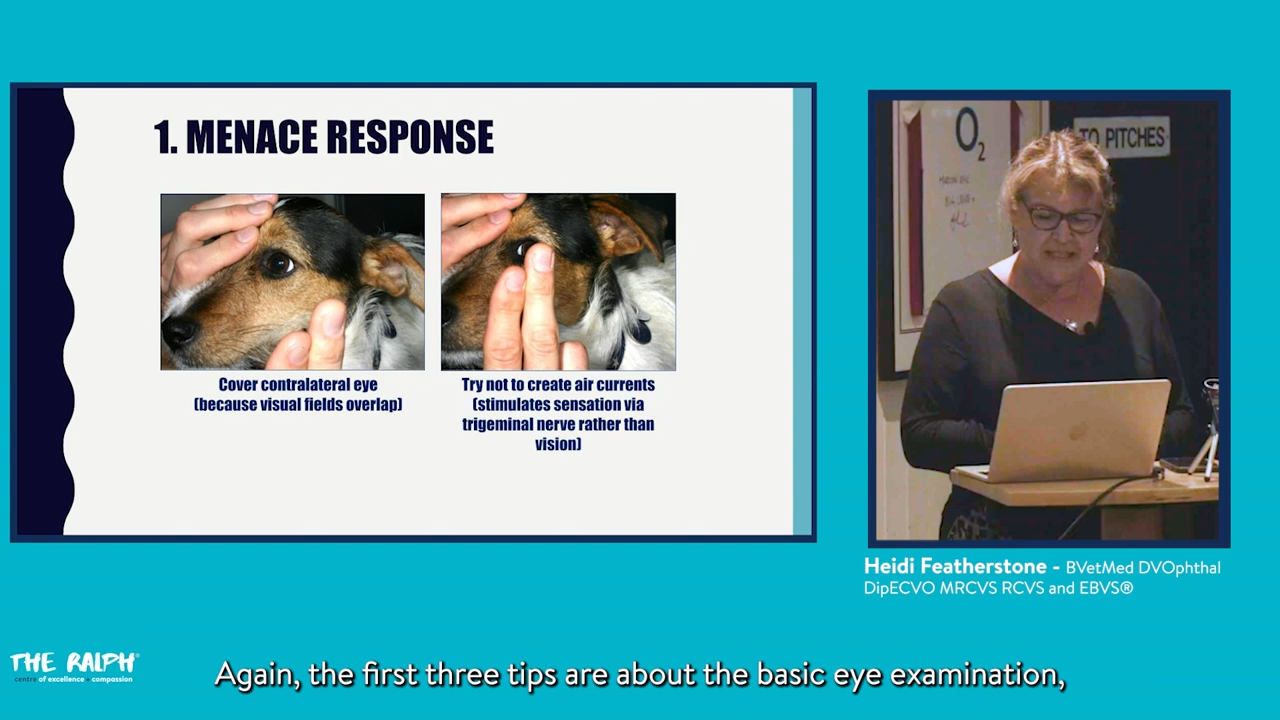 1. MENACE RESPONSE
Cover contralateral eye
(because visual fields overlap)
Try not to create air currents
(stimulates sensation via
trigeminal nerve rather than
vision)
O2
TO PITCHES
Heidi Featherstone - BVetMed DVOphthal
DipECVO MRCVS RCVS and EBVS®
THE RALPH®
centre of excellence + compassion
Again, the first three tips are about the basic eye examination,